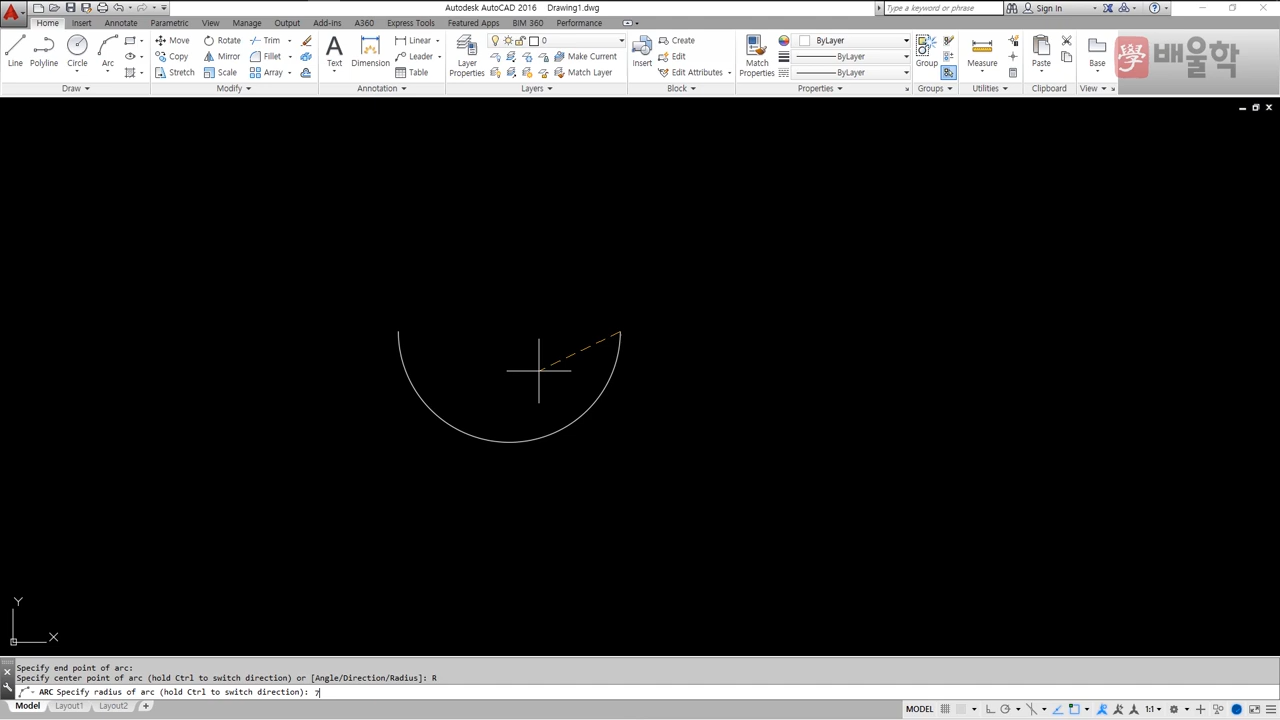 Autodesk AutoCAD 2016 Drawing1.dwg
Type a keyword or phrase
Sign In
Home Insert Annotate Parametric View Manage Output Add-ins A360 Express Tools Featured Apps BIM 360 Performance
Line Polyline Circle Arc
Move Rotate Trim
Copy Mirror Fillet
Stretch Scale Array
Text Dimension
Linear
Leader
Table
Layer Properties
0
Make Current
Match Layer
Insert
Create
Edit
Edit Attributes
Match Properties
ByLayer
ByLayer
ByLayer
Group
Measure
Paste
Base
學 배울학
Draw Modify Annotation Layers Block Properties Groups Utilities Clipboard View
Y
X
Specify end point of arc:
Specify center point of arc (hold Ctrl to switch direction) or [Angle/Direction/Radius]: R
ARC Specify radius of arc (hold Ctrl to switch direction): 7
Model Layout1 Layout2 +
MODEL 1:1